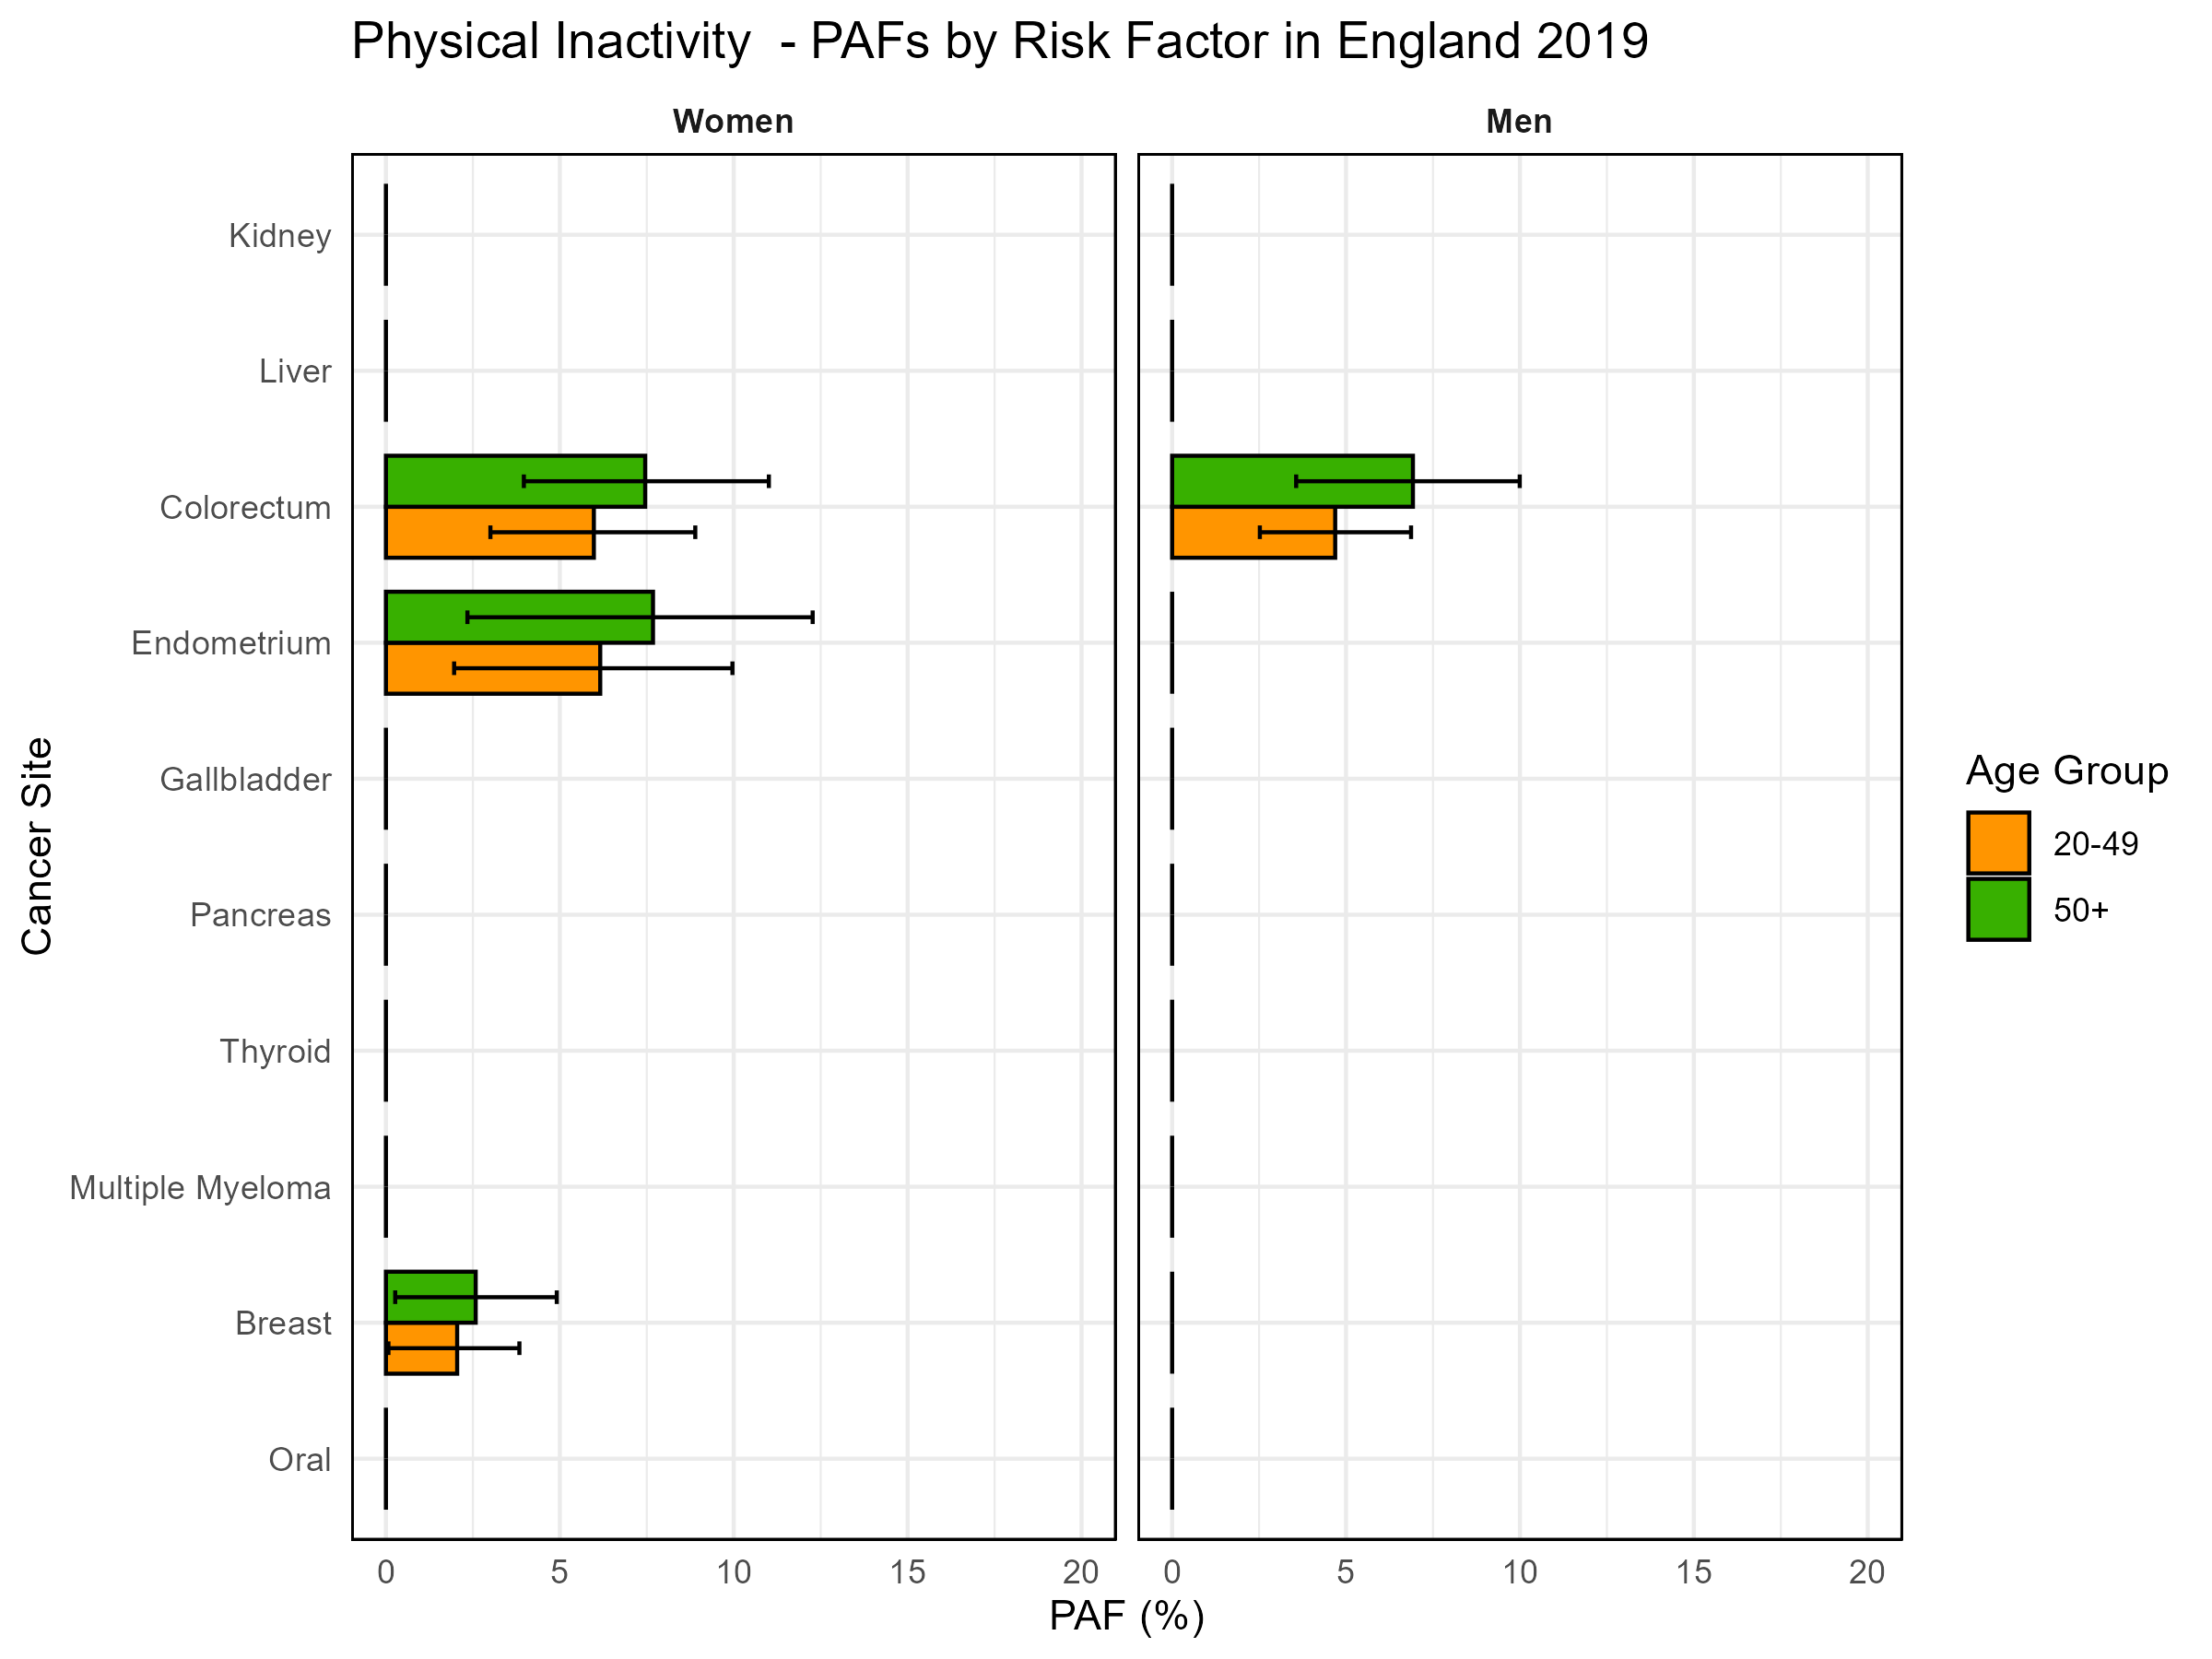 Physical Inactivity  - PAFs by Risk Factor in England 2019
Women
Men
Cancer Site
Kidney
Liver
Colorectum
Endometrium
Gallbladder
Pancreas
Thyroid
Multiple Myeloma
Breast
Oral
0 5 10 15 20
0 5 10 15 20
PAF (%)
Age Group
20-49
50+